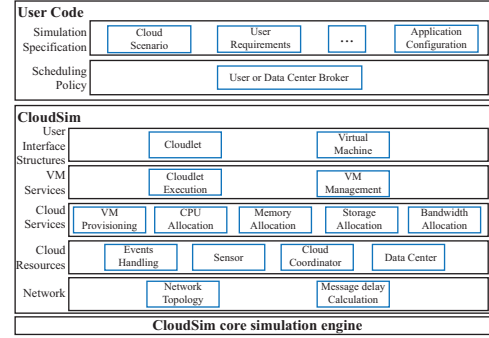 User Code
Simulation
Specification
Cloud
Scenario
User
Requirements
...
Application
Configuration
Scheduling
Policy
User or Data Center Broker
CloudSim
User
Interface
Structures
Cloudlet
Virtual
Machine
VM
Services
Cloudlet
Execution
VM
Management
Cloud
Services
VM
Provisioning
CPU
Allocation
Memory
Allocation
Storage
Allocation
Bandwidth
Allocation
Cloud
Resources
Events
Handling
Sensor
Cloud
Coordinator
Data Center
Network
Network
Topology
Message delay
Calculation
CloudSim core simulation engine